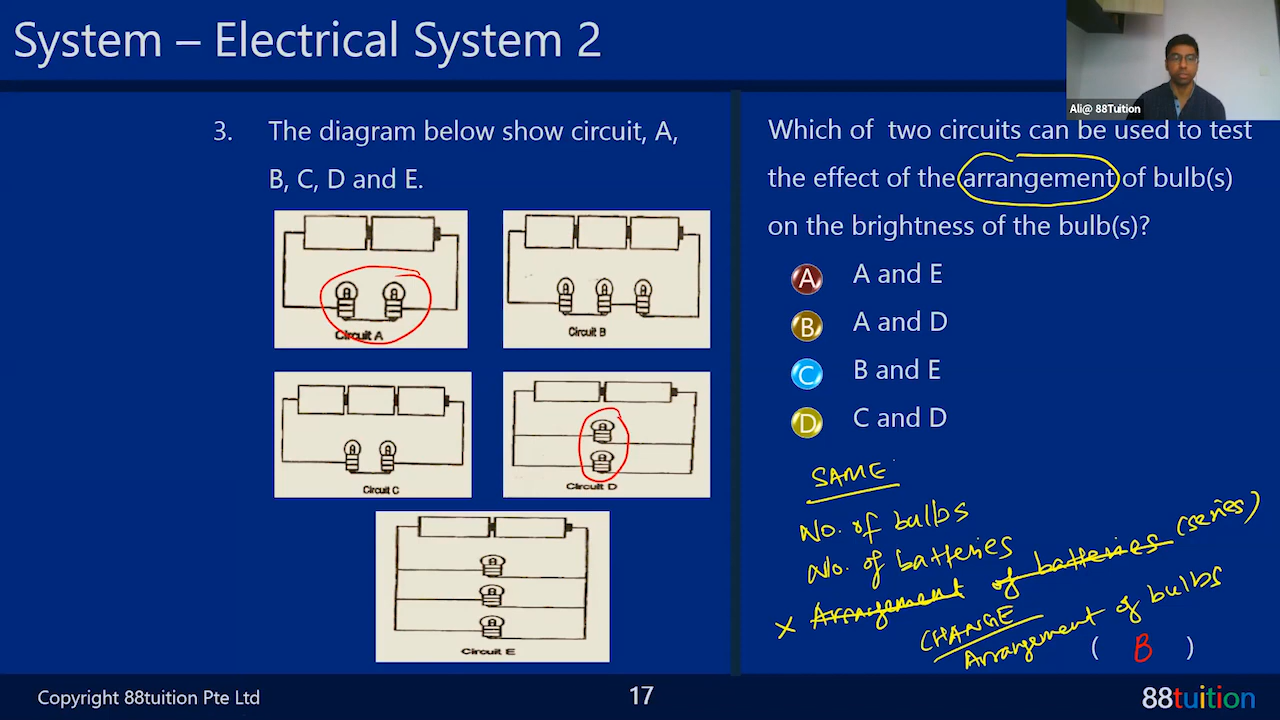 System – Electrical System 2
Ali@ 88Tuition
3. The diagram below show circuit, A,
B, C, D and E.
Circuit A
Circuit B
Circuit C
Circuit D
Circuit E
Which of two circuits can be used to test
the effect of the arrangement of bulb(s)
on the brightness of the bulb(s)?
A A and E
B A and D
C B and E
D C and D
SAME
No. of bulbs
No. of batteries
x Arrangement of batteries (series)
CHANGE
Arrangement of bulbs
( B )
Copyright 88tuition Pte Ltd
17
88tuition